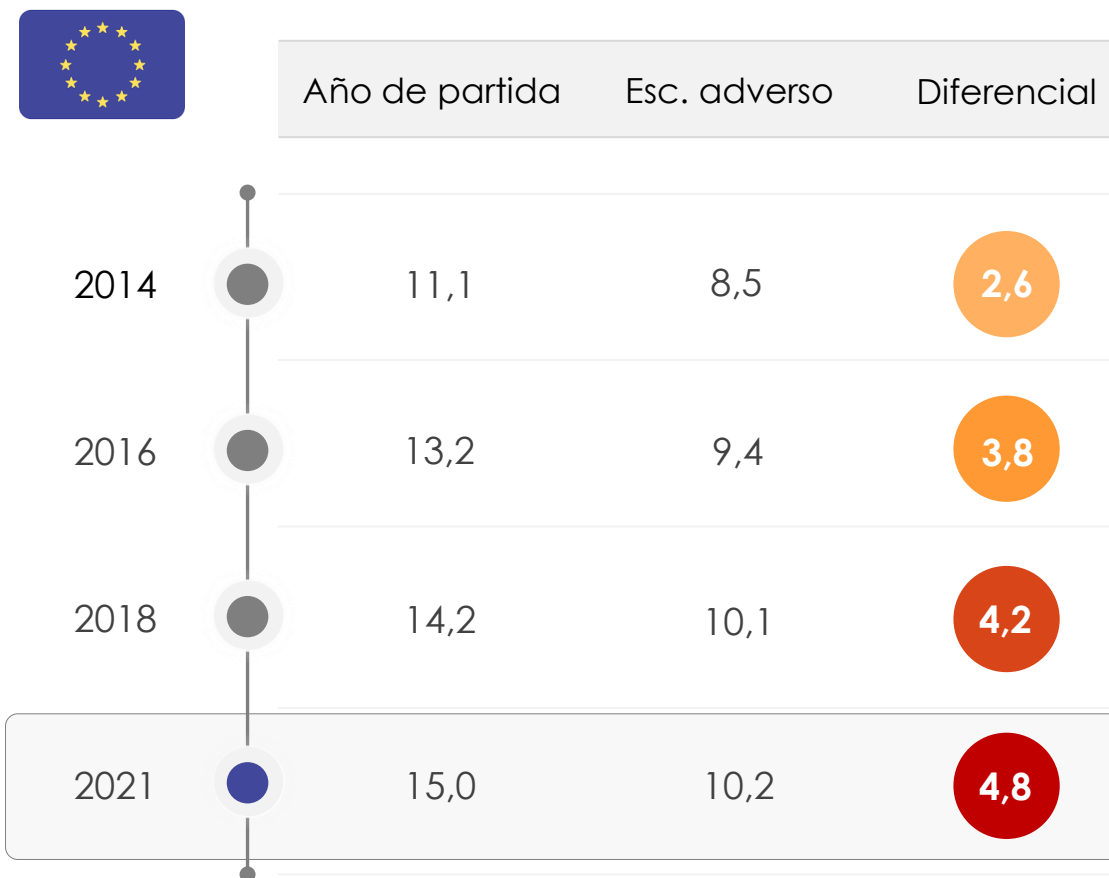 Año de partida Esc. adverso Diferencial
2014 11,1 8,5 2,6
2016 13,2 9,4 3,8
2018 14,2 10,1 4,2
2021 15,0 10,2 4,8